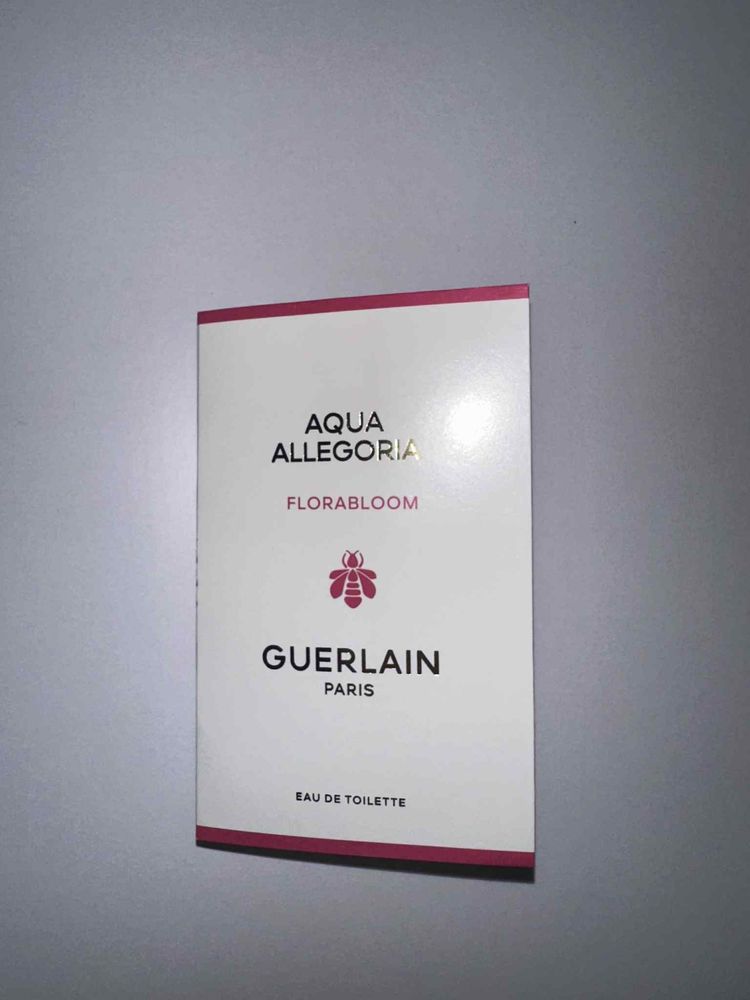 AQUA
ALLEGORIA
FLORABLOOM
GUERLAIN
PARIS
EAU DE TOILETTE